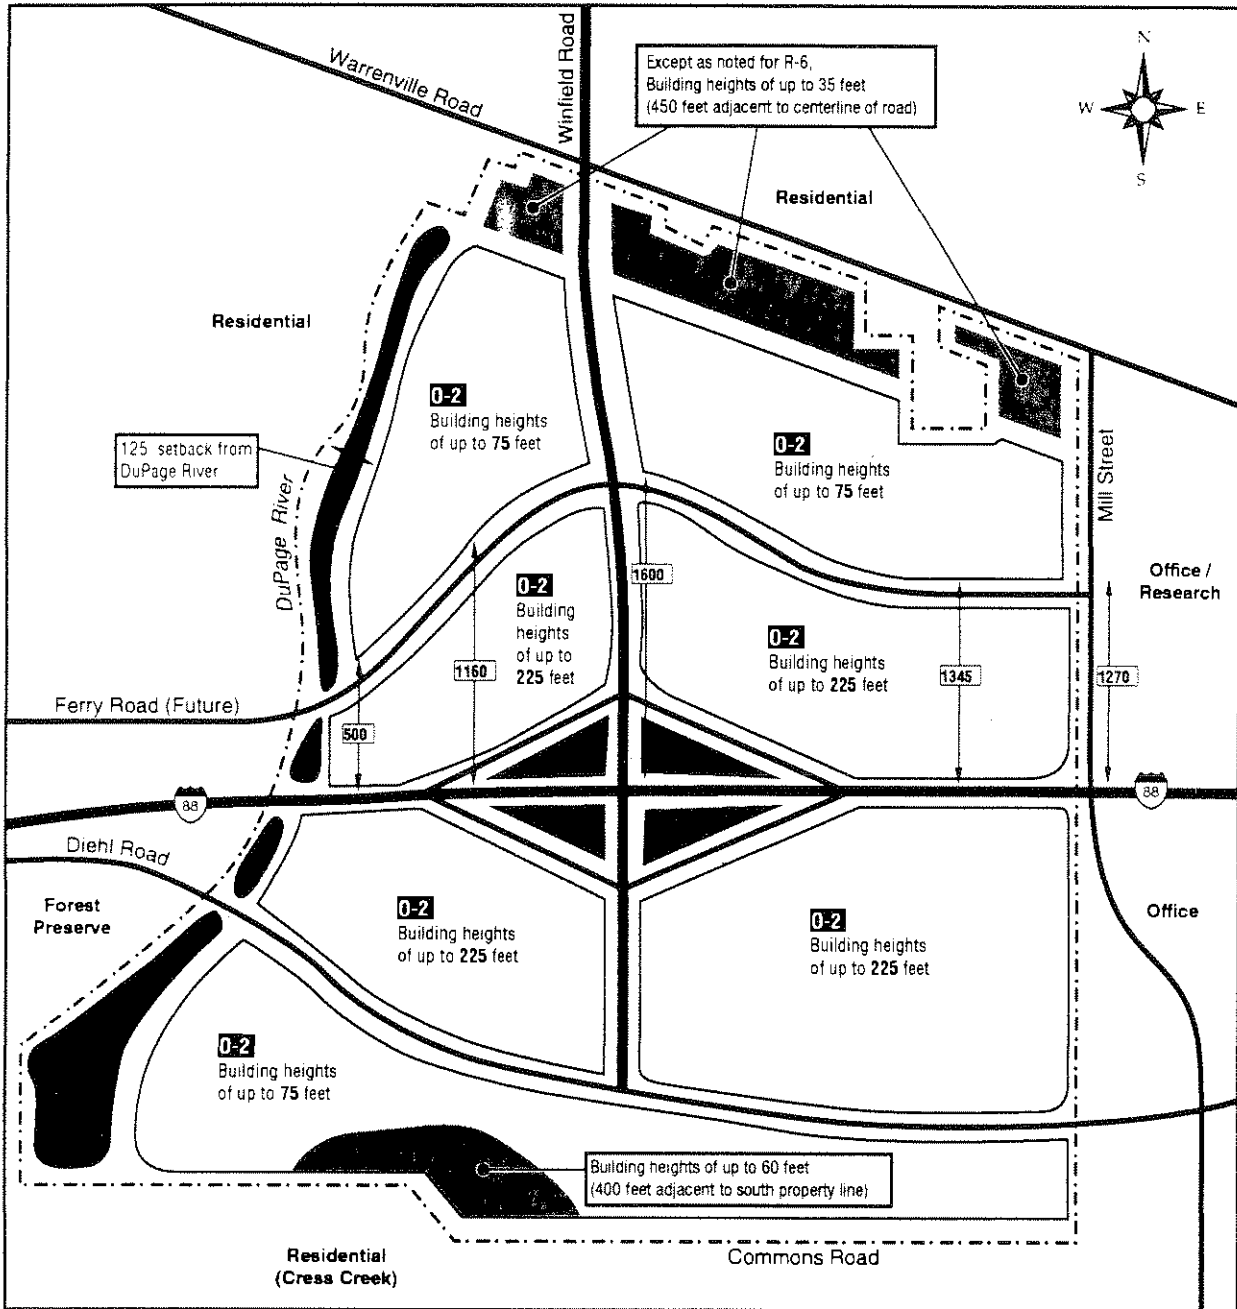 Warrenville Road
Winfield Road
Except as noted for R-6,
Building heights of up to 35 feet
(450 feet adjacent to centerline of road)
N
W
E
S
Residential
Residential
O-2
Building heights
of up to 75 feet
125 setback from
DuPage River
O-2
Building heights
of up to 75 feet
Mill Street
DuPage River
O-2
Building
heights
of up to
225 feet
1600
Office /
Research
O-2
Building heights
of up to 225 feet
1160
1345
1270
Ferry Road (Future)
500
88
88
Diehl Road
Forest
Preserve
O-2
Building heights
of up to 225 feet
O-2
Building heights
of up to 225 feet
Office
O-2
Building heights
of up to 75 feet
Building heights of up to 60 feet
(400 feet adjacent to south property line)
Residential
(Cress Creek)
Commons Road